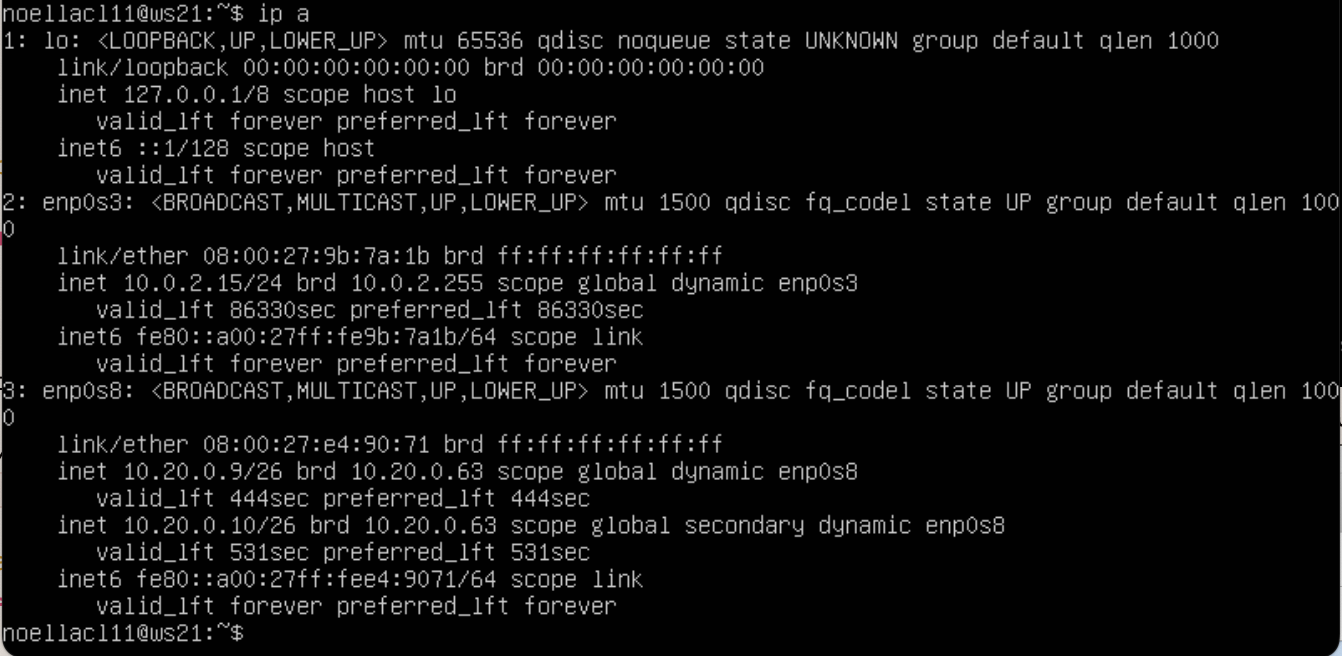 noellacl11@ws21:~$ ip a
1: lo: <LOOPBACK,UP,LOWER_UP> mtu 65536 qdisc noqueue state UNKNOWN group default qlen 1000
    link/loopback 00:00:00:00:00:00 brd 00:00:00:00:00:00
    inet 127.0.0.1/8 scope host lo
       valid_lft forever preferred_lft forever
    inet6 ::1/128 scope host
       valid_lft forever preferred_lft forever
2: enp0s3: <BROADCAST,MULTICAST,UP,LOWER_UP> mtu 1500 qdisc fq_codel state UP group default qlen 100
0
    link/ether 08:00:27:9b:7a:1b brd ff:ff:ff:ff:ff:ff
    inet 10.0.2.15/24 brd 10.0.2.255 scope global dynamic enp0s3
       valid_lft 86330sec preferred_lft 86330sec
    inet6 fe80::a00:27ff:fe9b:7a1b/64 scope link
       valid_lft forever preferred_lft forever
3: enp0s8: <BROADCAST,MULTICAST,UP,LOWER_UP> mtu 1500 qdisc fq_codel state UP group default qlen 100
0
    link/ether 08:00:27:e4:90:71 brd ff:ff:ff:ff:ff:ff
    inet 10.20.0.9/26 brd 10.20.0.63 scope global dynamic enp0s8
       valid_lft 444sec preferred_lft 444sec
    inet 10.20.0.10/26 brd 10.20.0.63 scope global secondary dynamic enp0s8
       valid_lft 531sec preferred_lft 531sec
    inet6 fe80::a00:27ff:fee4:9071/64 scope link
       valid_lft forever preferred_lft forever
noellacl11@ws21:~$